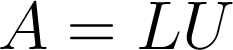 A = LU